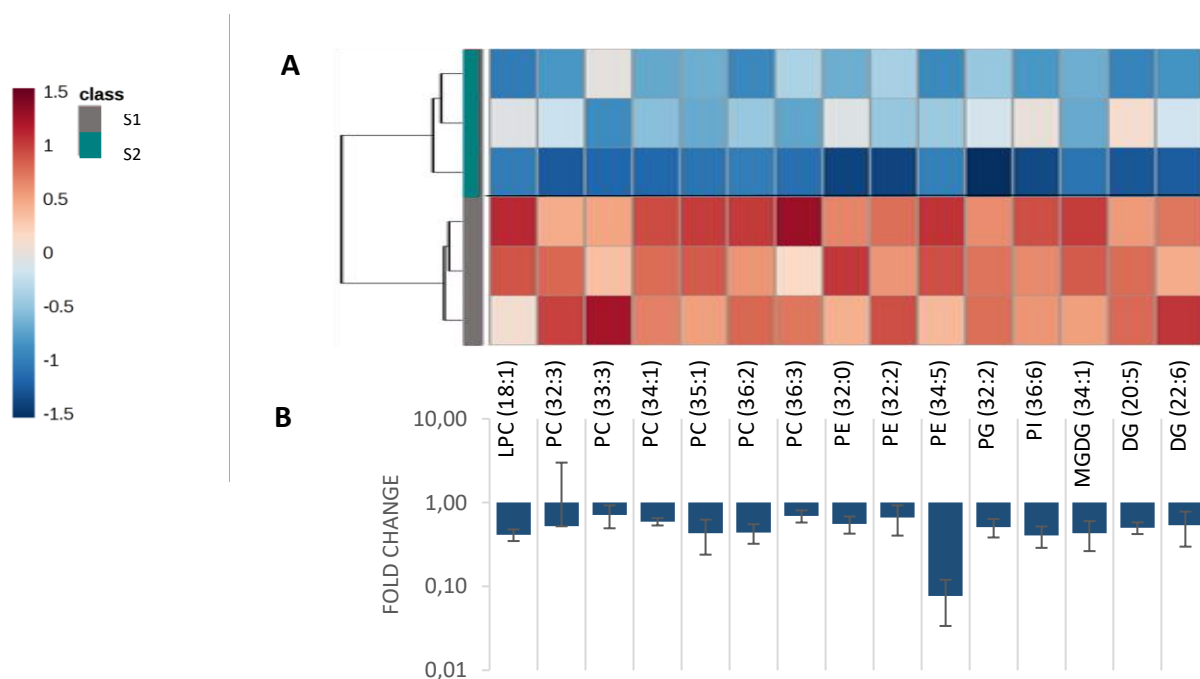 1.5
1
0.5
0
-0.5
-1
-1.5
class
S1
S2
A
LPC (18:1)
PC (32:3)
PC (33:3)
PC (34:1)
PC (35:1)
PC (36:2)
PC (36:3)
PE (32:0)
PE (32:2)
PE (34:5)
PG (32:2)
PI (36:6)
MGDG (34:1)
DG (20:5)
DG (22:6)
B
10,00
1,00
0,10
0,01
FOLD CHANGE